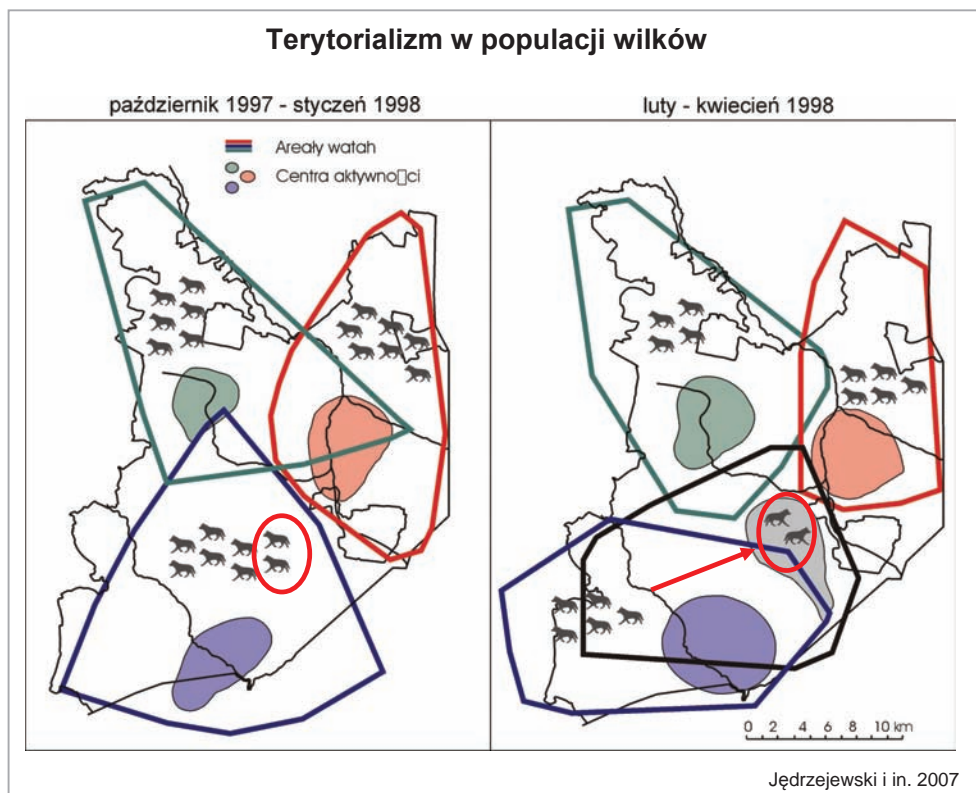 Terytorializm w populacji wilków
październik 1997 - styczeń 1998
luty - kwiecień 1998
Areały watah
Centra aktywno□ci
0 2 4 6 8 10 km
Jędrzejewski i in. 2007